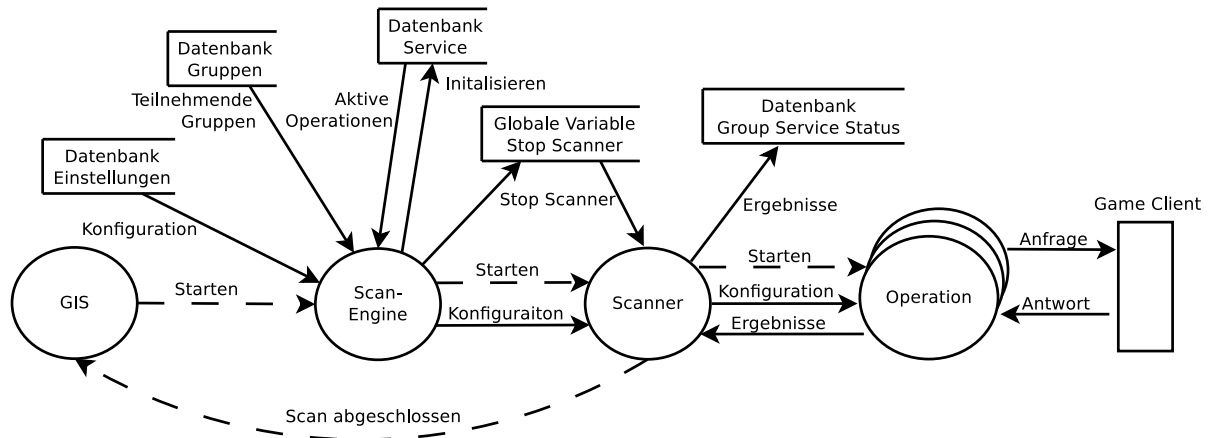 Datenbank
Service
Datenbank
Gruppen
Initalisieren
Teilnehmende
Gruppen
Aktive
Operationen
Datenbank
Group Service Status
Globale Variable
Stop Scanner
Datenbank
Einstellungen
Stop Scanner
Ergebnisse
Game Client
Konfiguration
Anfrage
Starten
Starten
Starten
GIS
Scan-
Engine
Scanner
Konfiguration
Operation
Antwort
Konfiguraiton
Ergebnisse
Scan abgeschlossen